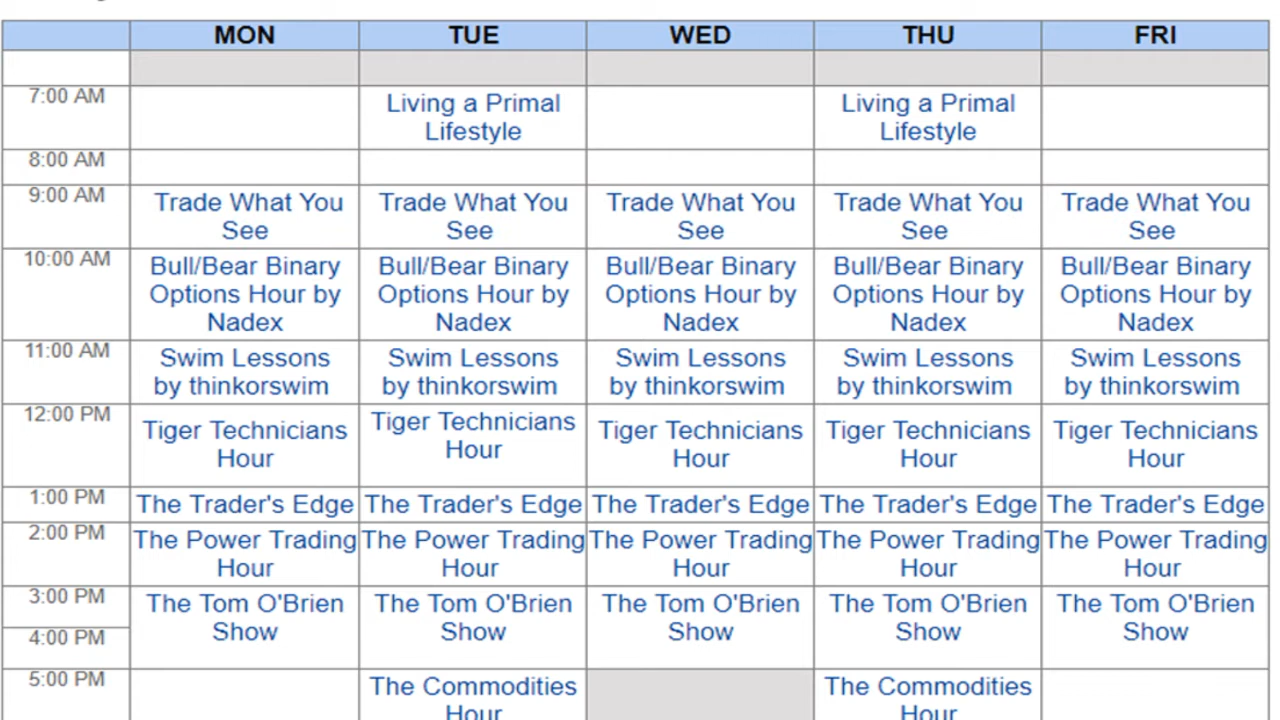 MON TUE WED THU FRI
7:00 AM
Living a Primal Lifestyle
Living a Primal Lifestyle
8:00 AM
9:00 AM
Trade What You See
Trade What You See
Trade What You See
Trade What You See
Trade What You See
10:00 AM
Bull/Bear Binary Options Hour by Nadex
Bull/Bear Binary Options Hour by Nadex
Bull/Bear Binary Options Hour by Nadex
Bull/Bear Binary Options Hour by Nadex
Bull/Bear Binary Options Hour by Nadex
11:00 AM
Swim Lessons by thinkorswim
Swim Lessons by thinkorswim
Swim Lessons by thinkorswim
Swim Lessons by thinkorswim
Swim Lessons by thinkorswim
12:00 PM
Tiger Technicians Hour
Tiger Technicians Hour
Tiger Technicians Hour
Tiger Technicians Hour
Tiger Technicians Hour
1:00 PM
The Trader's Edge
The Trader's Edge
The Trader's Edge
The Trader's Edge
The Trader's Edge
2:00 PM
The Power Trading Hour
The Power Trading Hour
The Power Trading Hour
The Power Trading Hour
The Power Trading Hour
3:00 PM
The Tom O'Brien Show
The Tom O'Brien Show
The Tom O'Brien Show
The Tom O'Brien Show
The Tom O'Brien Show
4:00 PM
5:00 PM
The Commodities Hour
The Commodities Hour